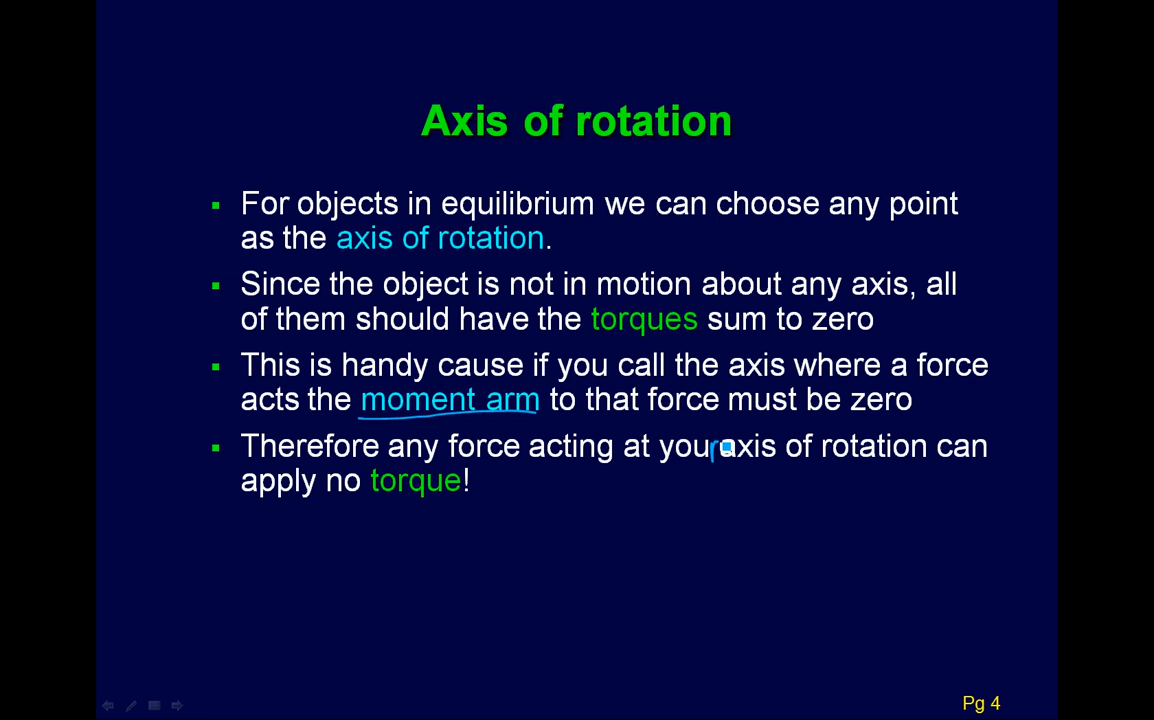 Axis of rotation
For objects in equilibrium we can choose any point
as the axis of rotation.
Since the object is not in motion about any axis, all
of them should have the torques sum to zero
This is handy cause if you call the axis where a force
acts the moment arm to that force must be zero
Therefore any force acting at your axis of rotation can
apply no torque!
Pg 4